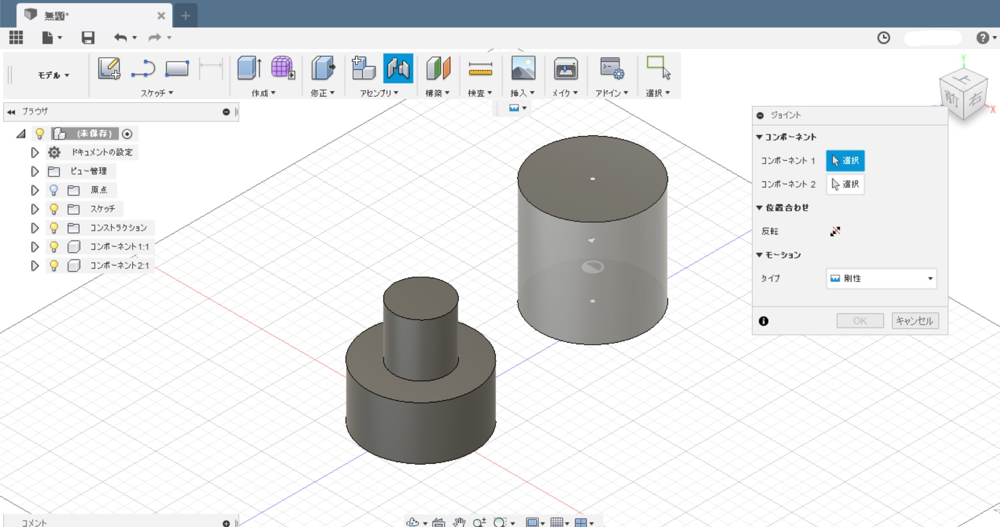 無題*
モデル
スケッチ
作成
修正
アセンブリ
構築
検査
挿入
メイク
アドイン
選択
ブラウザ
(未保存)
ドキュメントの設定
ビュー管理
原点
スケッチ
コンストラクション
コンポーネント1:1
コンポーネント2:1
上
前
右
Y
X
ジョイント
コンポーネント
コンポーネント 1
選択
コンポーネント 2
選択
位置合わせ
反転
モーション
タイプ
剛性
OK
キャンセル
コメント